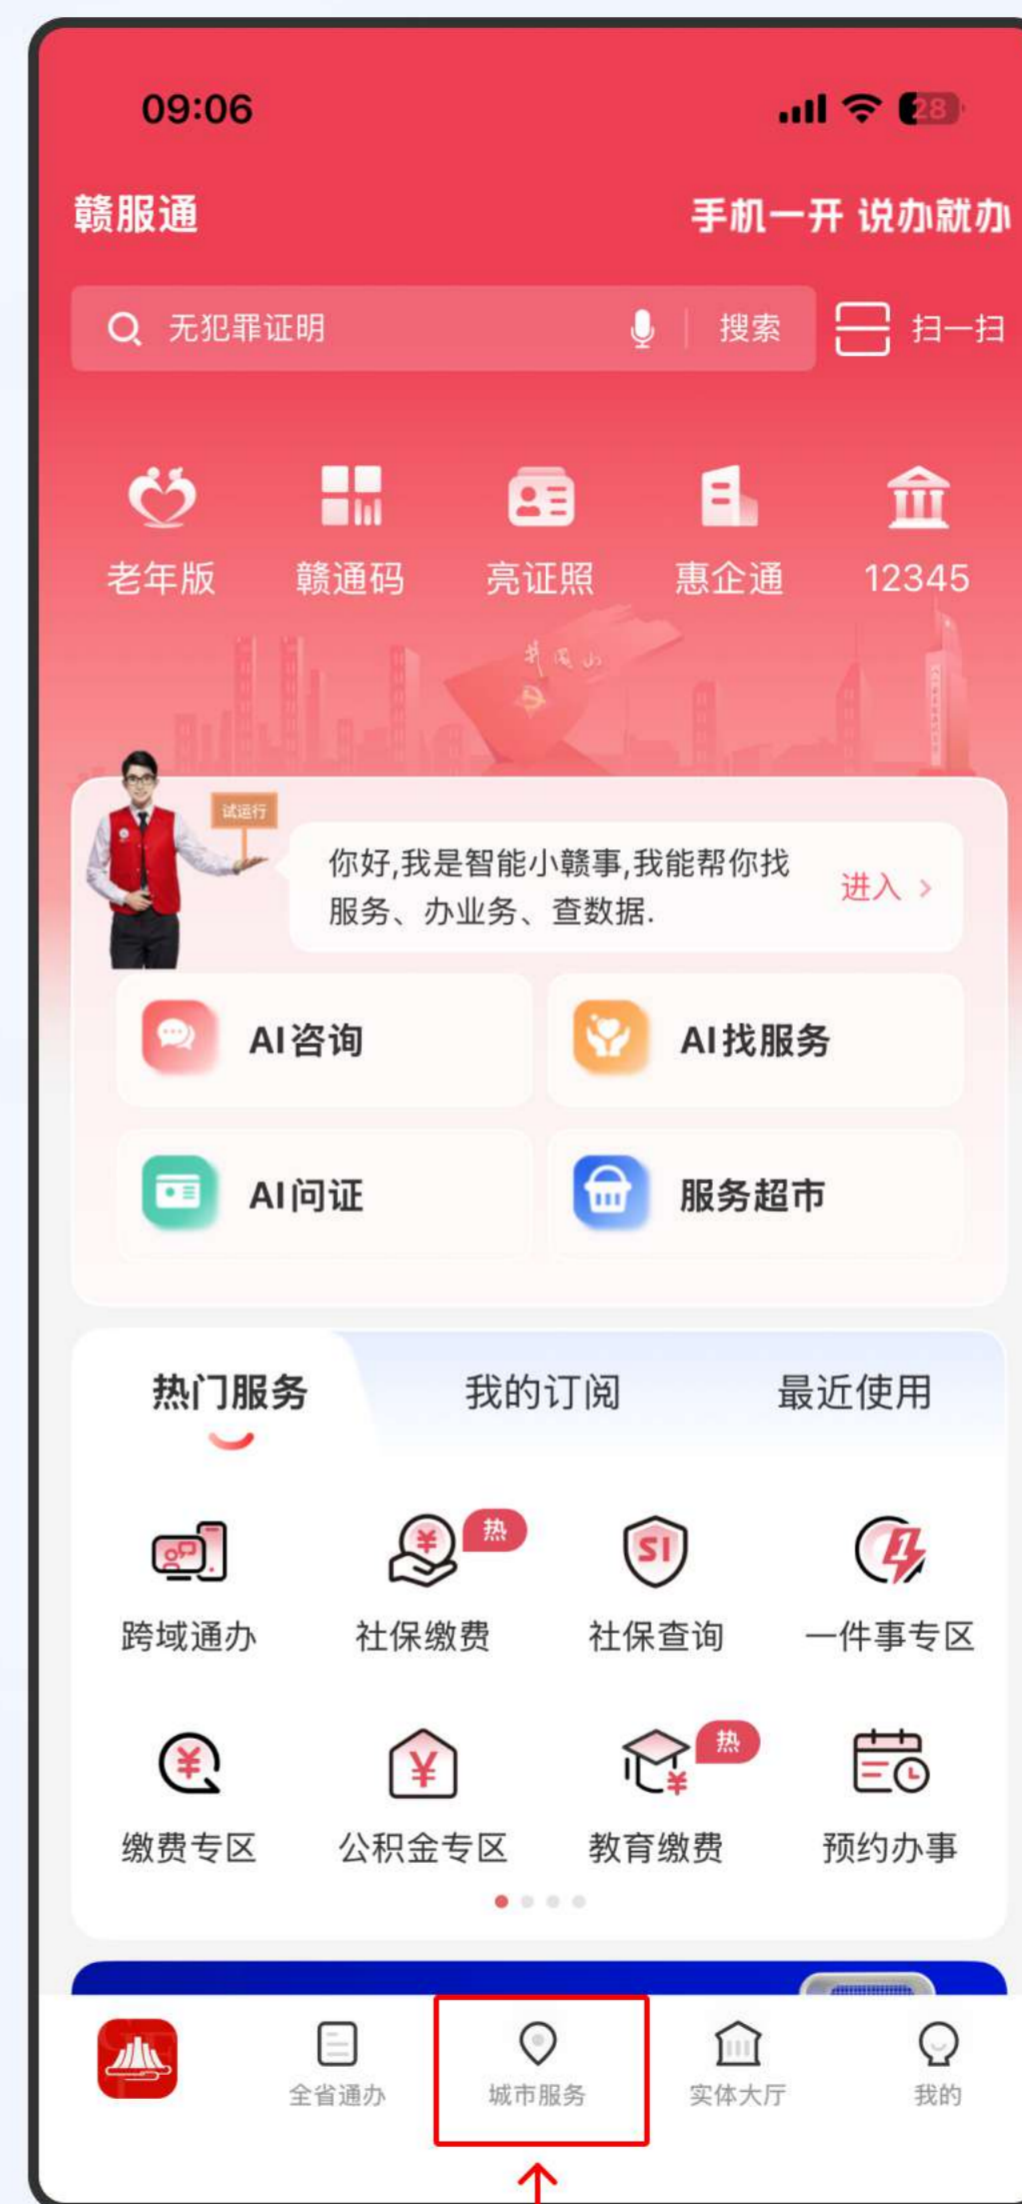 09:06
28
赣服通
手机一开 说办就办
无犯罪证明
搜索
扫一扫
老年版
赣通码
亮证照
惠企通
12345
井冈山
试运行
你好,我是智能小赣事,我能帮你找
服务、办业务、查数据.
进入
AI咨询
AI找服务
AI问证
服务超市
热门服务
我的订阅
最近使用
热
SI
1
跨域通办
社保缴费
社保查询
一件事专区
热
缴费专区
公积金专区
教育缴费
预约办事
全省通办
城市服务
实体大厅
我的